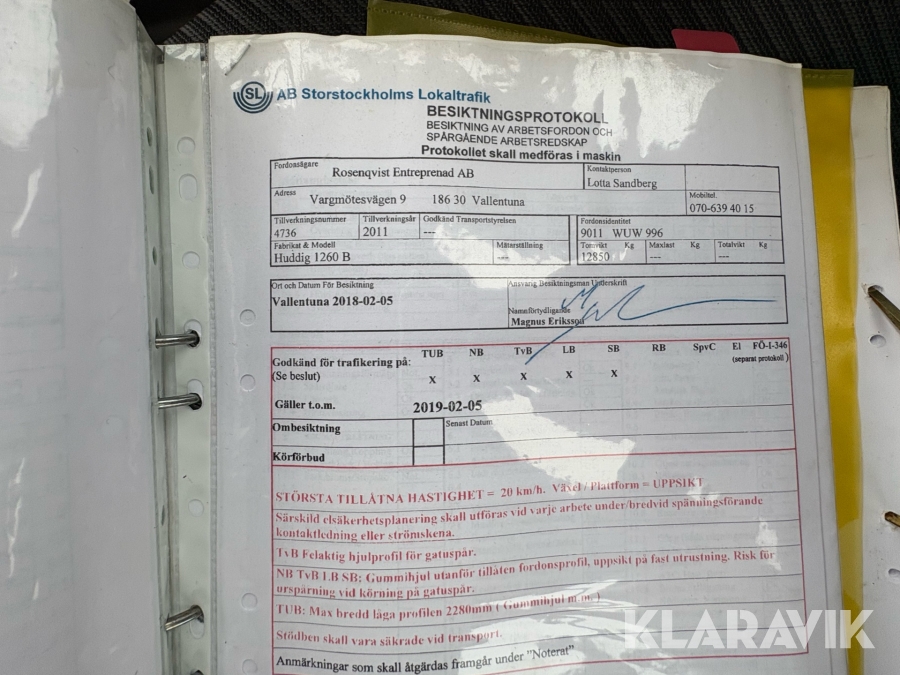 SL AB Storstockholms Lokaltrafik
BESIKTNINGSPROTOKOLL
BESIKTNING AV ARBETSFORDON OCH
SPÅRGÅENDE ARBETSREDSKAP
Protokollet skall medföras i maskin
Fordonsägare Kontaktperson
Rosenqvist Entreprenad AB Lotta Sandberg
Adress Mobiltel.
Vargmötesvägen 9 186 30 Vallentuna 070-639 40 15
Tillverkningsnummer Tillverkningsår Godkänd Transportstyrelsen Fordonsidentitet
4736 2011 --- 9011 WUW 996
Fabrikat & Modell Mätarställning Tomvikt Kg Maxlast Kg Totalvikt Kg
Huddig 1260 B --- 12850 --- ---
Ort och Datum För Besiktning Ansvarig Besiktningsman Underskrift
Vallentuna 2018-02-05
Namnförtydligande
Magnus Eriksson
Godkänd för trafikering på: TUB NB TvB LB SB RB SpvC El FÖ-I-346
(Se beslut) x x x x x (separat protokoll)
Gäller t.o.m. 2019-02-05
Ombesiktning Senast Datum
Körförbud
STÖRSTA TILLÅTNA HASTIGHET = 20 km/h. Växel / Plattform = UPPSIKT
Särskild elsäkerhetsplanering skall utföras vid varje arbete under/bredvid spänningsförande
kontaktledning eller strömskena.
TvB Felaktig hjulprofil för gatuspår.
NB TvB LB SB: Gummihjul utanför tillåten fordonsprofil, uppsikt på fast utrustning. Risk för
urspårning vid körning på gatuspår.
TUB: Max bredd låga profilen 2280mm ( Gummihjul m.m. )
Stödben skall vara säkrade vid transport.
Anmärkningar som skall åtgärdas framgår under "Noterat"
KLARAVIK